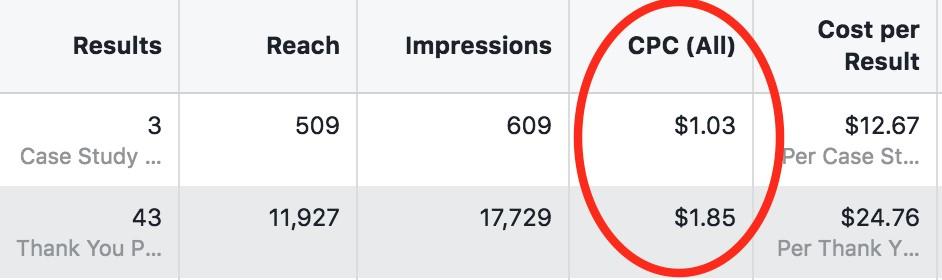 Results Reach Impressions CPC (All) Cost per
Result
3 509 609 $1.03 $12.67
Case Study ... Per Case St...
43 11,927 17,729 $1.85 $24.76
Thank You P... Per Thank Y...